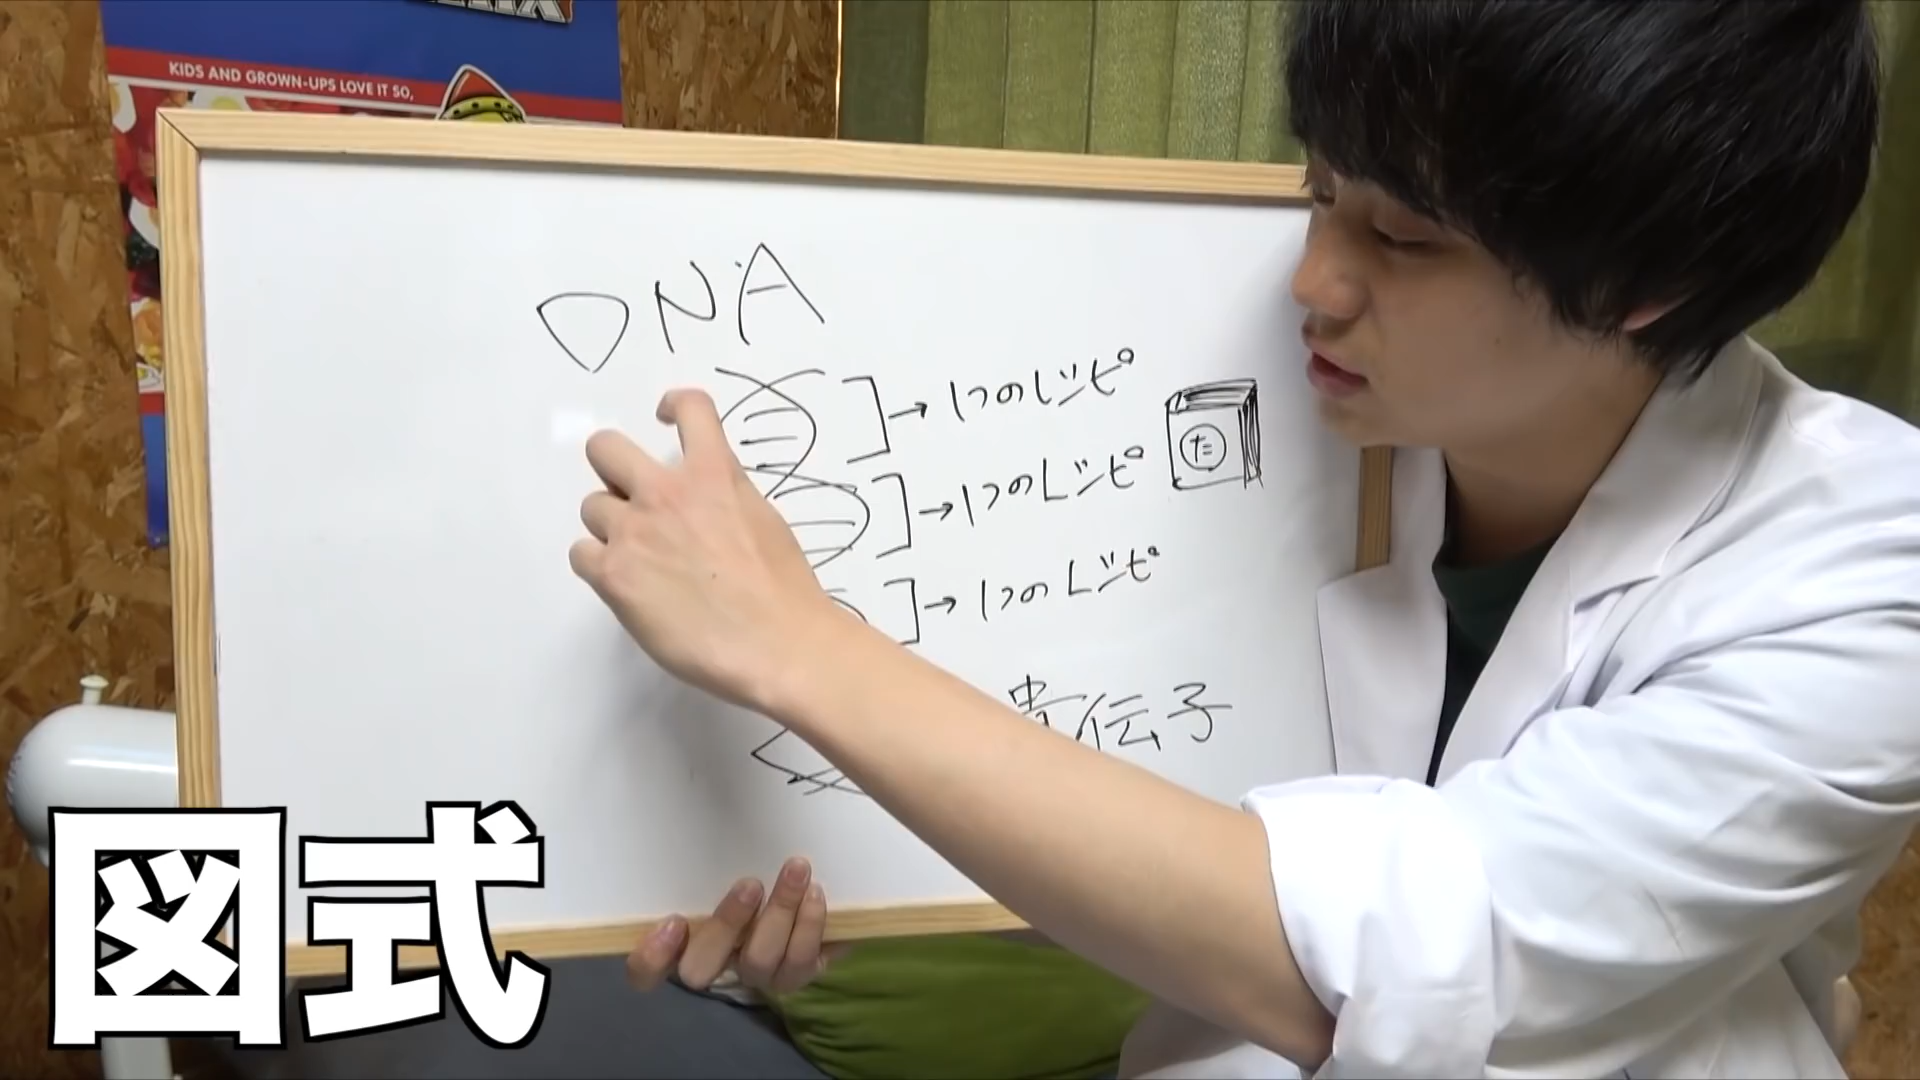 KIDS AND GROWN-UPS LOVE IT SO,
DNA
→1つのレシピ
→1つのレシピ
→1つのレシピ
た
伝子
図式